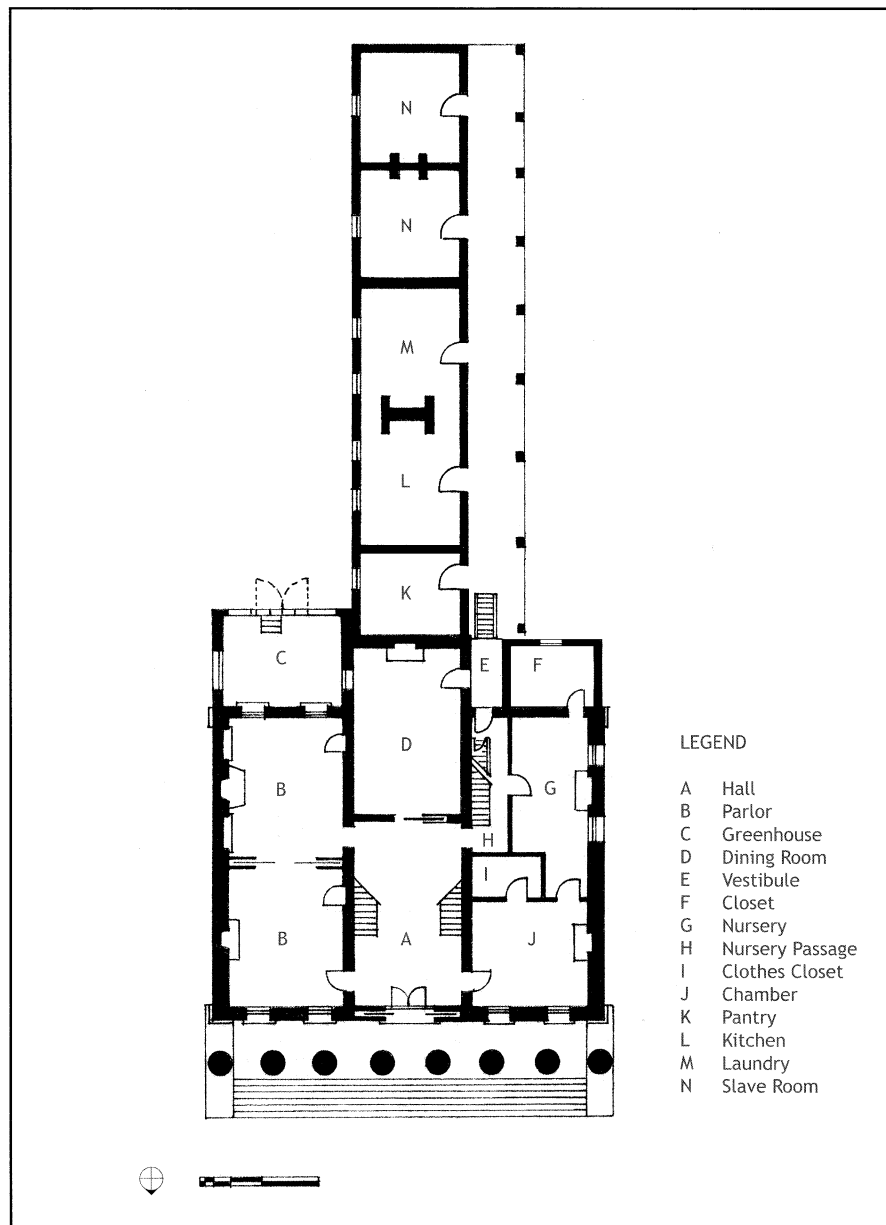 N
N
M
L
K
C
E
F
D
B
G
H
I
B
A
J
LEGEND
A Hall
B Parlor
C Greenhouse
D Dining Room
E Vestibule
F Closet
G Nursery
H Nursery Passage
I Clothes Closet
J Chamber
K Pantry
L Kitchen
M Laundry
N Slave Room